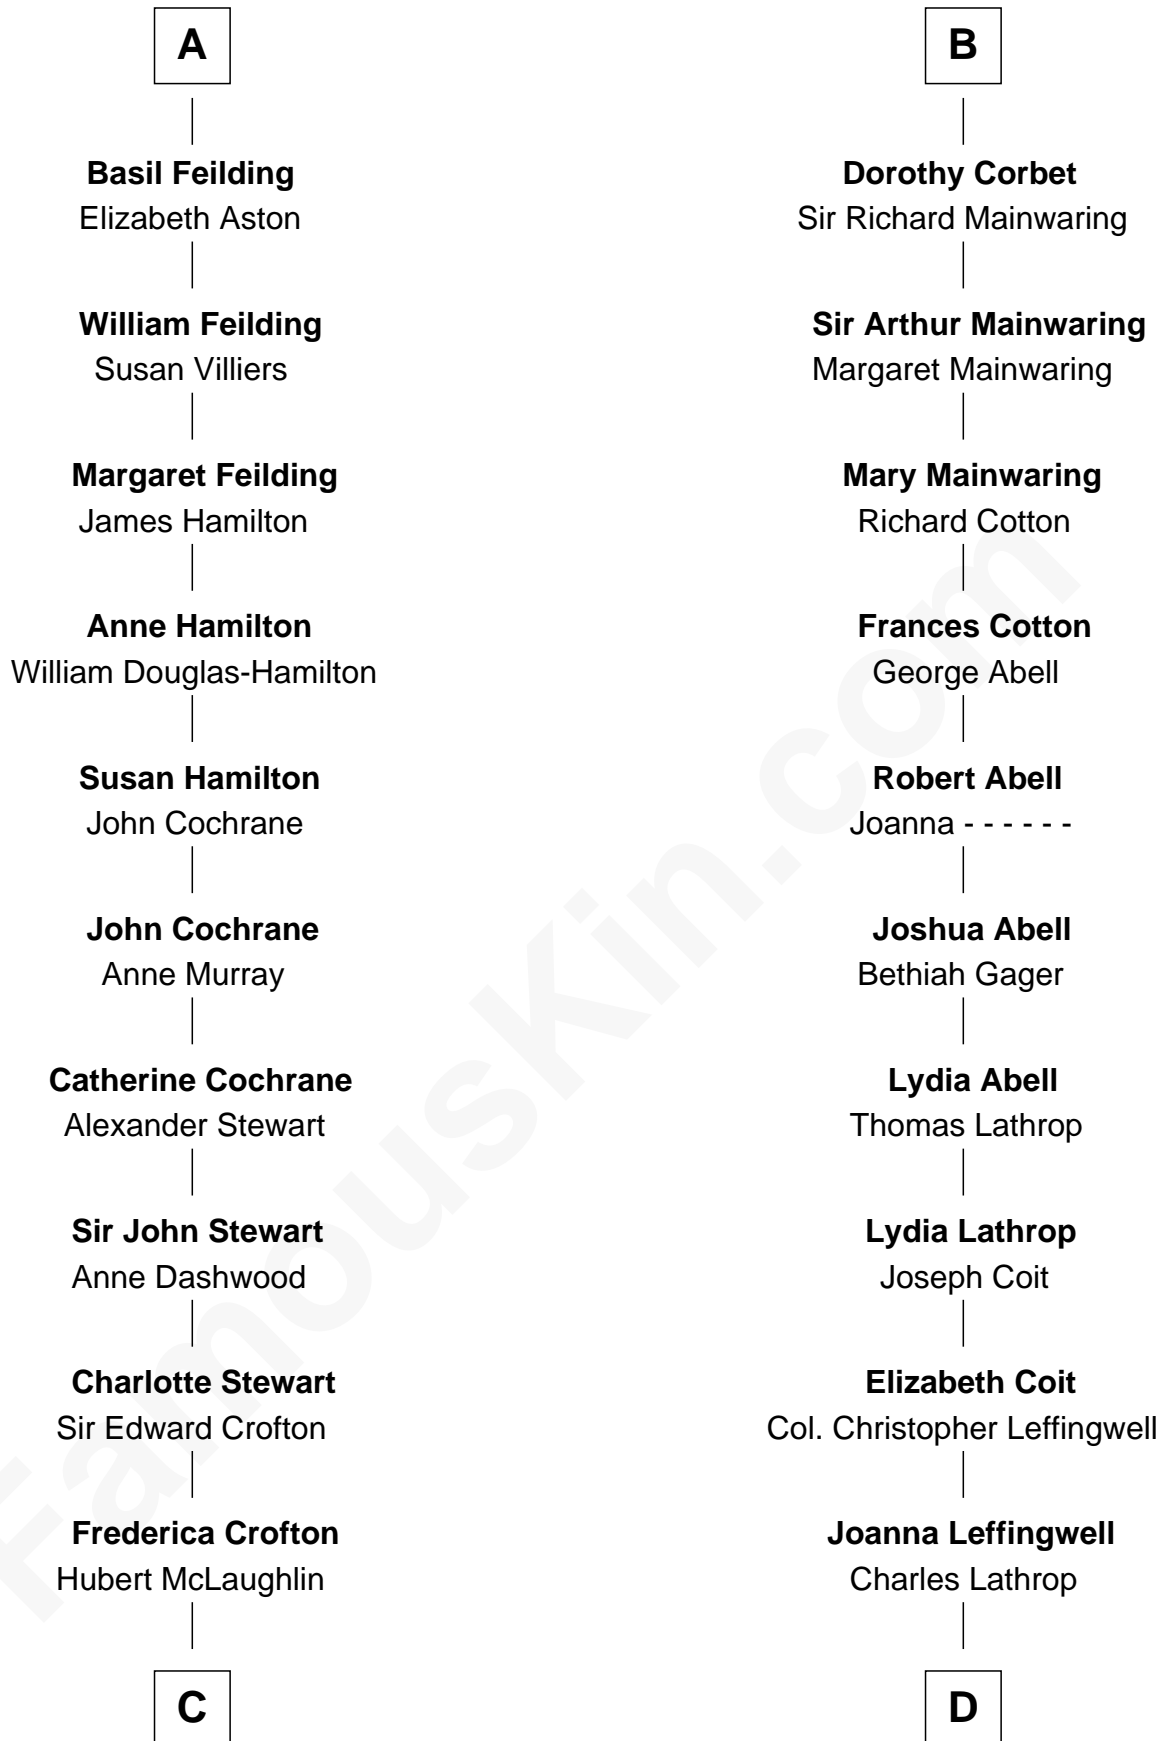 A
Basil Feilding
Elizabeth Aston
William Feilding
Susan Villiers
Margaret Feilding
James Hamilton
Anne Hamilton
William Douglas-Hamilton
Susan Hamilton
John Cochrane
John Cochrane
Anne Murray
Catherine Cochrane
Alexander Stewart
Sir John Stewart
Anne Dashwood
Charlotte Stewart
Sir Edward Crofton
Frederica Crofton
Hubert McLaughlin
C
B
Dorothy Corbet
Sir Richard Mainwaring
Sir Arthur Mainwaring
Margaret Mainwaring
Mary Mainwaring
Richard Cotton
Frances Cotton
George Abell
Robert Abell
Joanna - - - - - -
Joshua Abell
Bethiah Gager
Lydia Abell
Thomas Lathrop
Lydia Lathrop
Joseph Coit
Elizabeth Coit
Col. Christopher Leffingwell
Joanna Leffingwell
Charles Lathrop
D
FamousKin.com